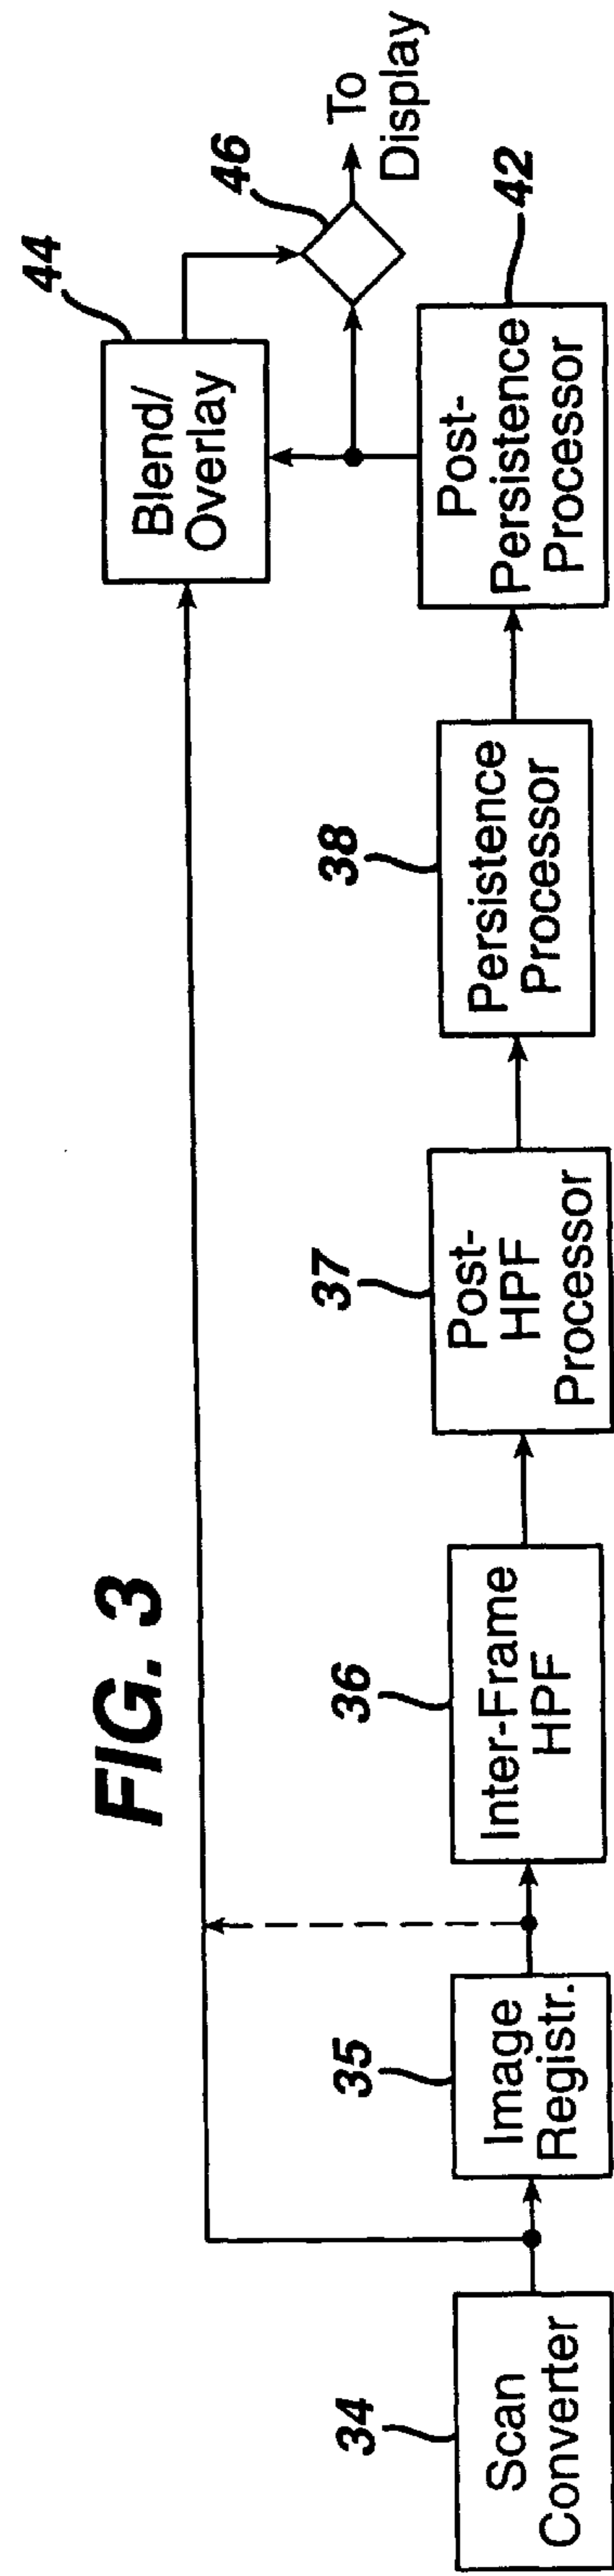 FIG. 3
34
Scan
Converter
35
Image
Registr.
36
Inter-Frame
HPF
37
Post-
HPF
Processor
38
Persistence
Processor
42
Post-
Persistence
Processor
44
Blend/
Overlay
46
To
Display